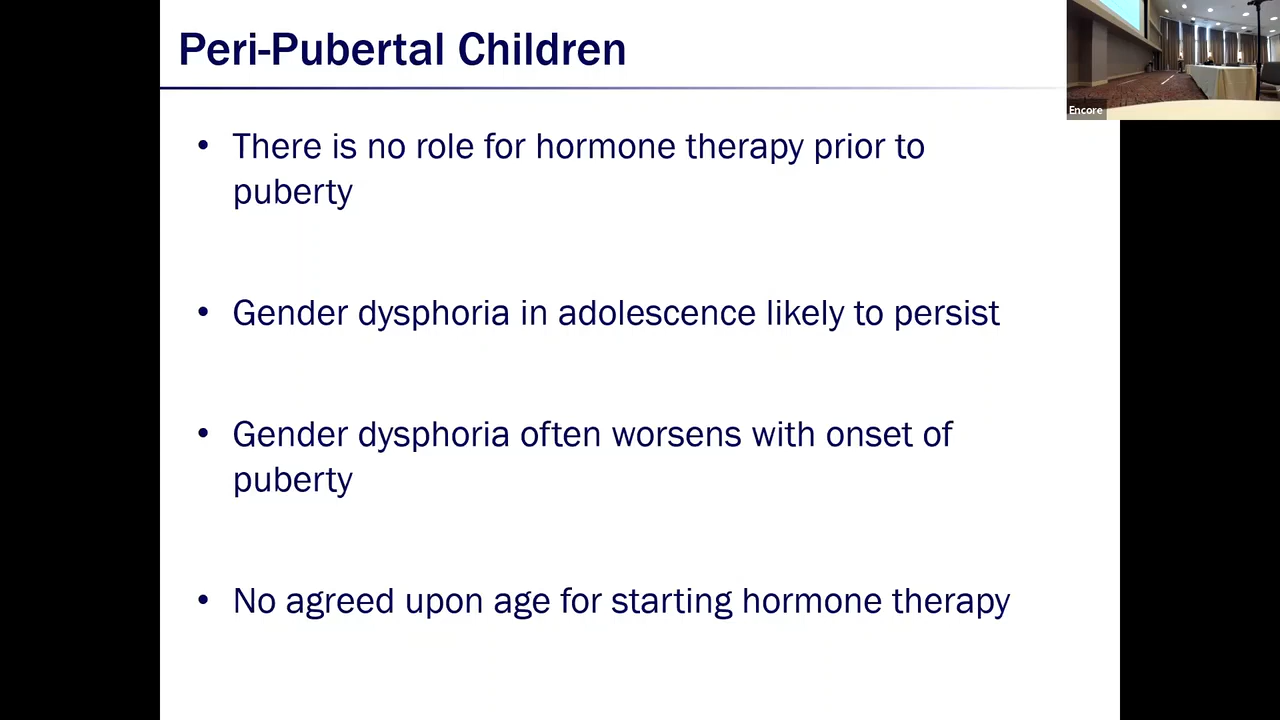 Peri-Pubertal Children
Encore
• There is no role for hormone therapy prior to
puberty
• Gender dysphoria in adolescence likely to persist
• Gender dysphoria often worsens with onset of
puberty
• No agreed upon age for starting hormone therapy